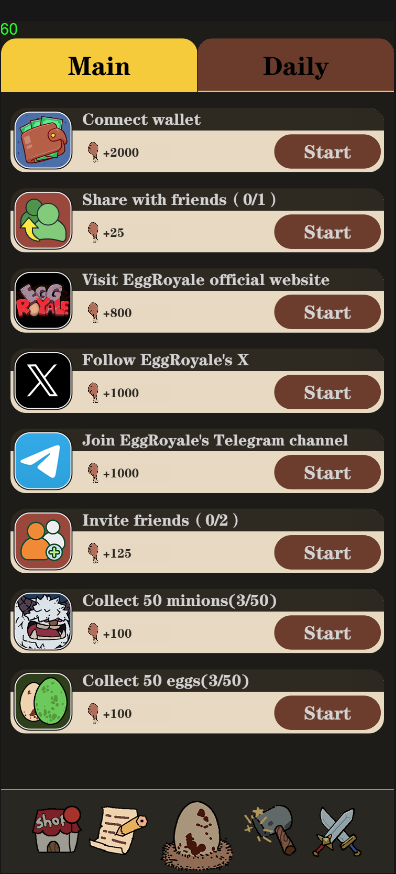 60
Main
Daily
Connect wallet
+2000
Start
Share with friends ( 0/1 )
+25
Start
Visit EggRoyale official website
EGG
ROYALE
+800
Start
Follow EggRoyale's X
X
+1000
Start
Join EggRoyale's Telegram channel
+1000
Start
Invite friends ( 0/2 )
+125
Start
Collect 50 minions(3/50)
+100
Start
Collect 50 eggs(3/50)
+100
Start
shop